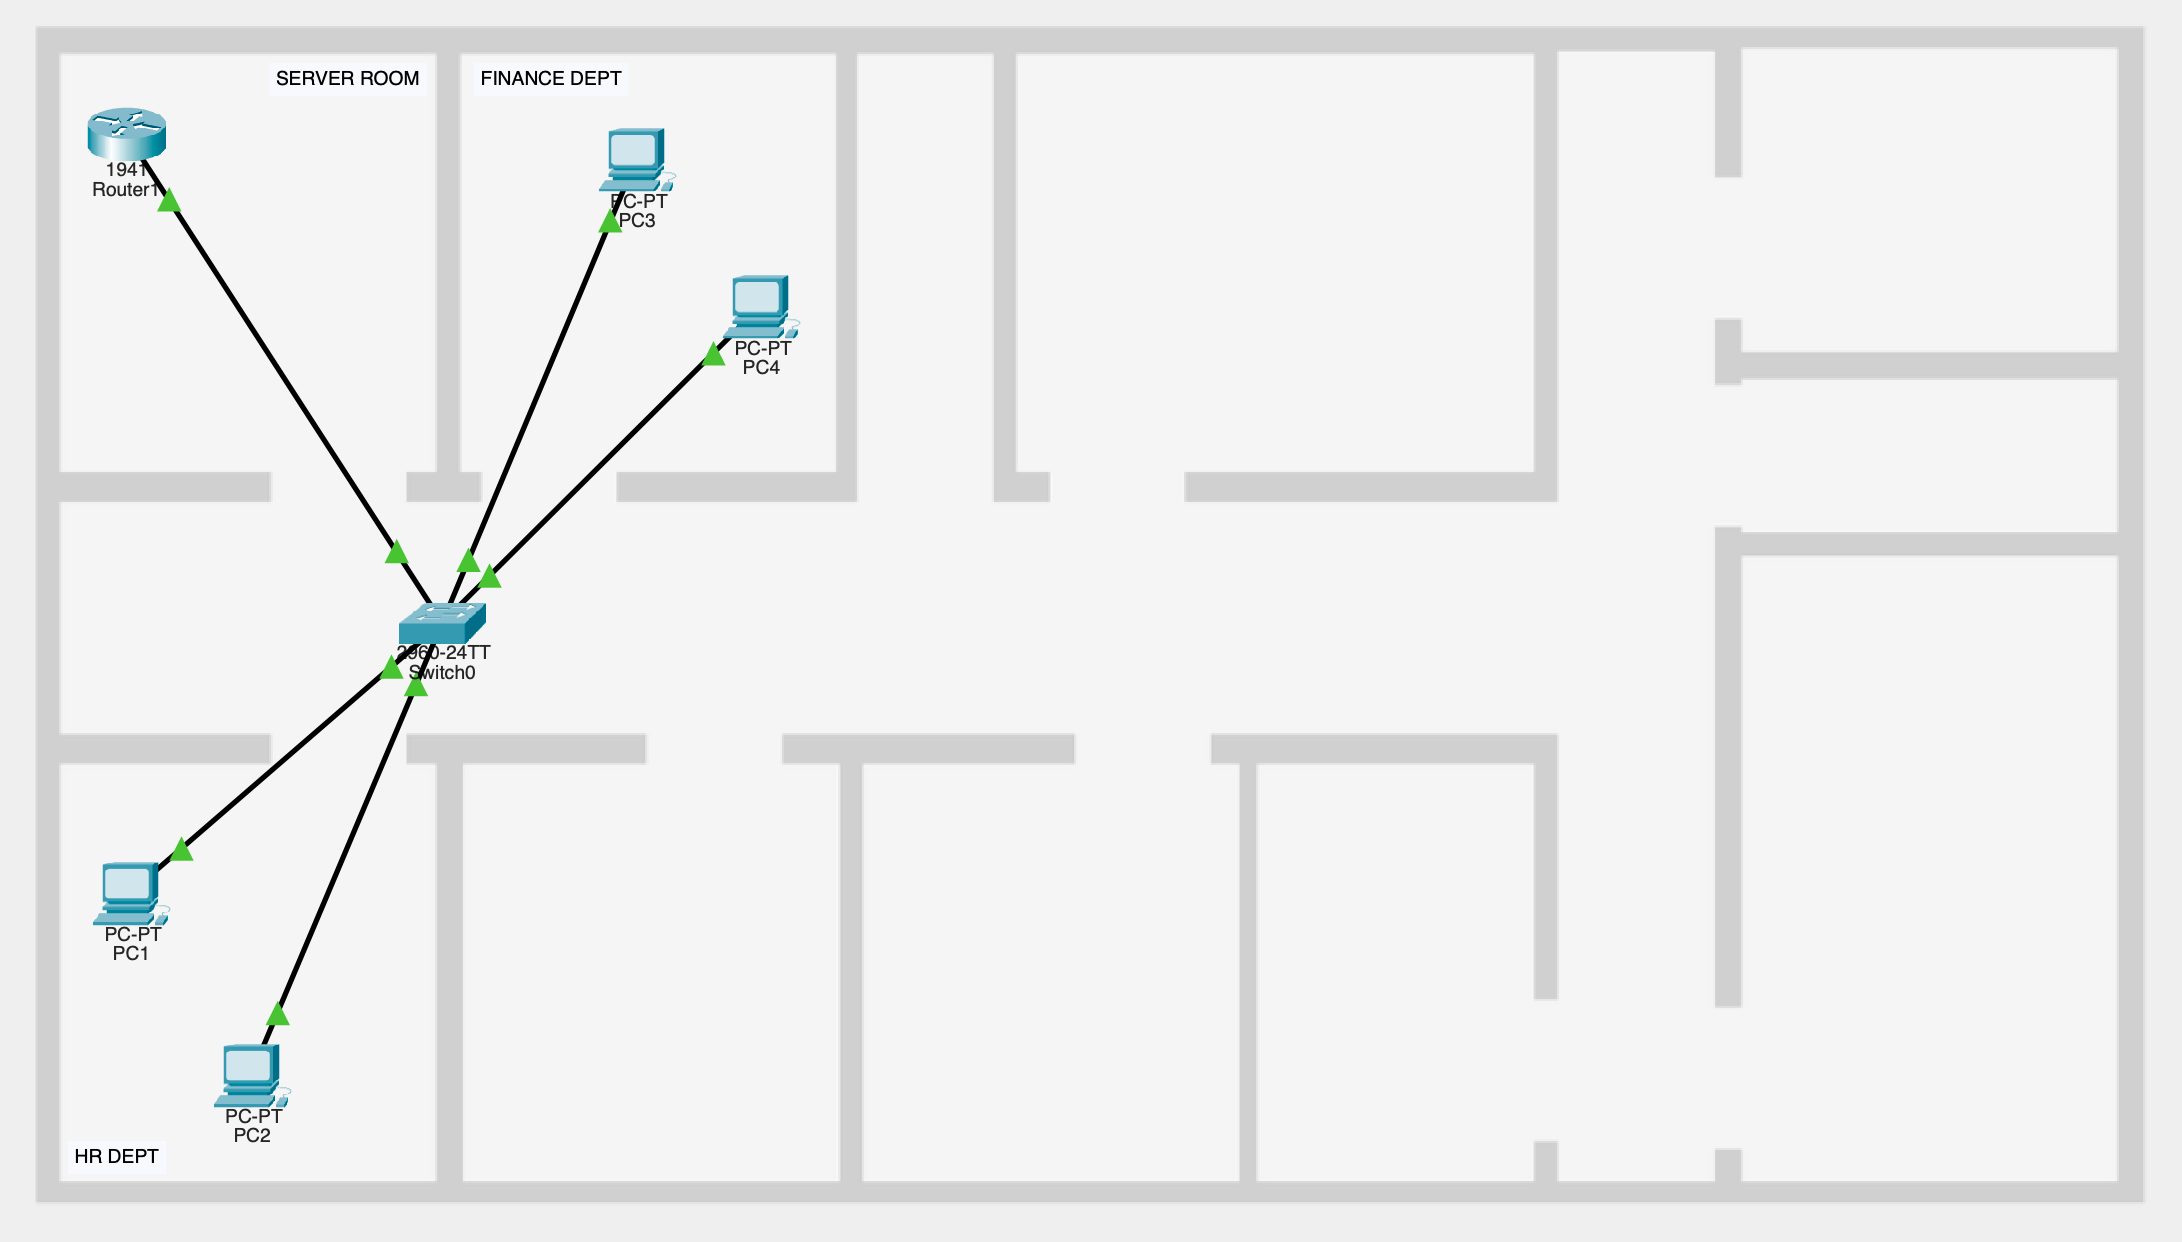 SERVER ROOM
FINANCE DEPT
1941
Router1
PC-PT
PC3
PC-PT
PC4
2960-24TT
Switch0
PC-PT
PC1
PC-PT
PC2
HR DEPT